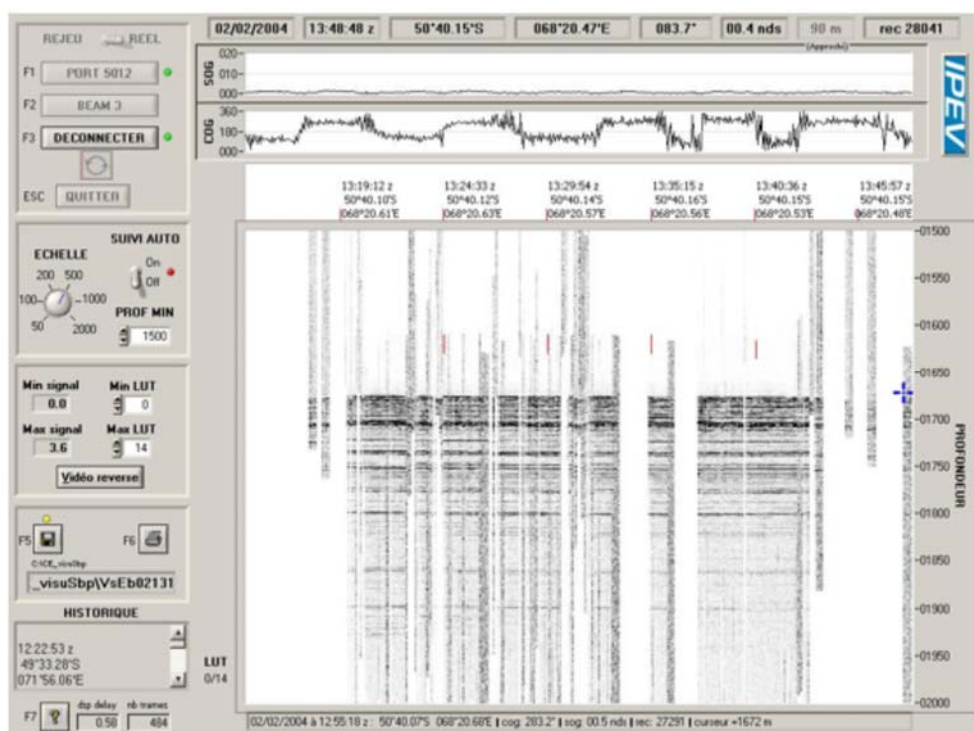 02/02/2004 13:48:48 z 50°40.15'S 068°20.47'E 083.7° 00.4 nds 90 m rec 28041
(Approché)
REJEU REEL
F1 PORT 5012
F2 BEAM 3
F3 DECONNECTER
ESC QUITTER
SOG
020-
010-
000-
COG
360
180
000-
IPEV
13:19:12 z 13:24:33 z 13:29:54 z 13:35:15 z 13:40:36 z 13:45:57 z
50°40.10'S 50°40.12'S 50°40.14'S 50°40.16'S 50°40.15'S 50°40.15'S
068°20.61'E 068°20.63'E 068°20.57'E 068°20.56'E 068°20.53'E 068°20.48'E
SUIVI AUTO
ECHELLE
On
Off
50
100
200
500
1000
2000
PROF MIN
1500
Min signal Min LUT
0.0 0
Max signal Max LUT
3.6 14
Vidéo reverse
F5 F6
_visuSbp\VsEb02131
HISTORIQUE
12:22:53 z
49°33.28'S
071°56.06'E
F7 ? dsp delay nb trames
0.58 484
LUT
0/14
-01500
-01550
-01600
-01650
-01700
-01750
-01800
-01850
-01900
-01950
-02000
PROFONDEUR
02/02/2004 à 12:55:18 z : 50°40.07'S 068°20.68'E | cog: 283.2° | sog: 00.5 nds | rec: 27291 | curseur =1672 m